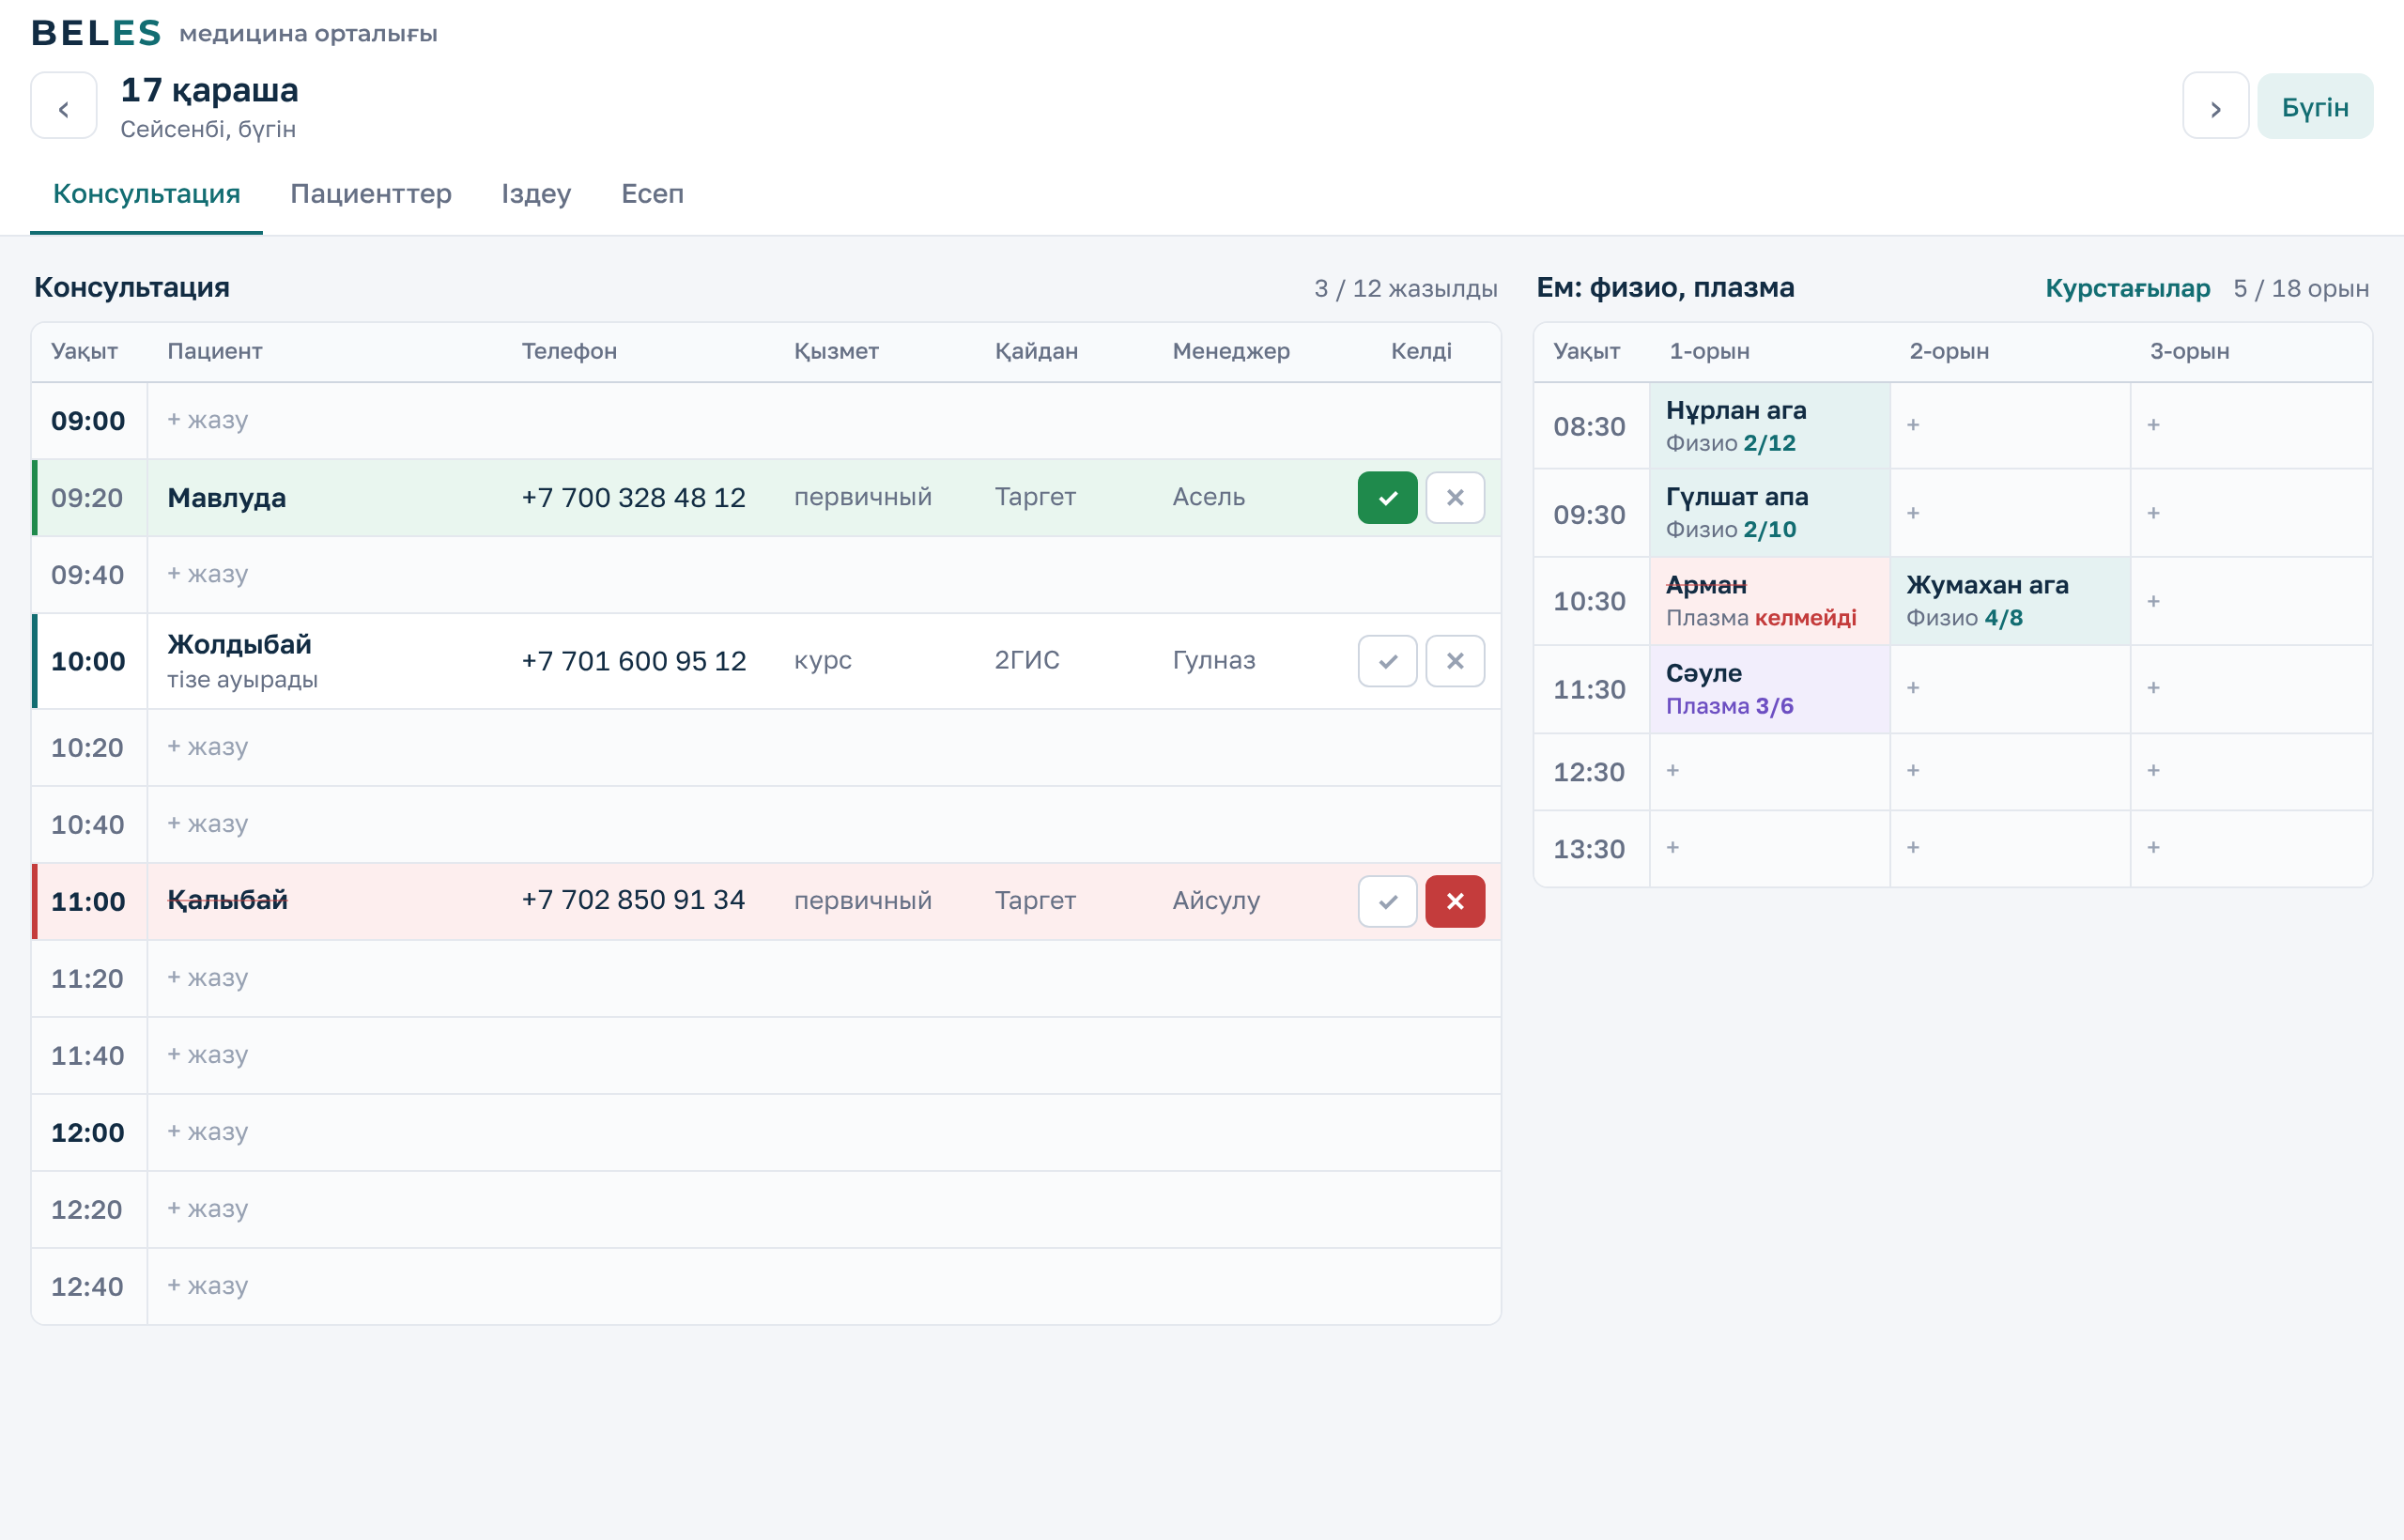 BELES медицина орталығы
‹ 17 қараша
Сейсенбі, бүгін
› Бүгін
Консультация Пациенттер Іздеу Есеп
Консультация 3 / 12 жазылды
Уақыт Пациент Телефон Қызмет Қайдан Менеджер Келді
09:00 + жазу
09:20 Мавлуда +7 700 328 48 12 первичный Таргет Асель ✓ ✕
09:40 + жазу
10:00 Жолдыбай +7 701 600 95 12 курс 2ГИС Гулназ ✓ ✕
тізе ауырады
10:20 + жазу
10:40 + жазу
11:00 Қалыбай +7 702 850 91 34 первичный Таргет Айсулу ✓ ✕
11:20 + жазу
11:40 + жазу
12:00 + жазу
12:20 + жазу
12:40 + жазу
Ем: физио, плазма Курстағылар 5 / 18 орын
Уақыт 1-орын 2-орын 3-орын
08:30 Нұрлан ага + +
Физио 2/12
09:30 Гүлшат апа + +
Физио 2/10
10:30 Арман Жумахан ага +
Плазма келмейді Физио 4/8
11:30 Сәуле + +
Плазма 3/6
12:30 + + +
13:30 + + +